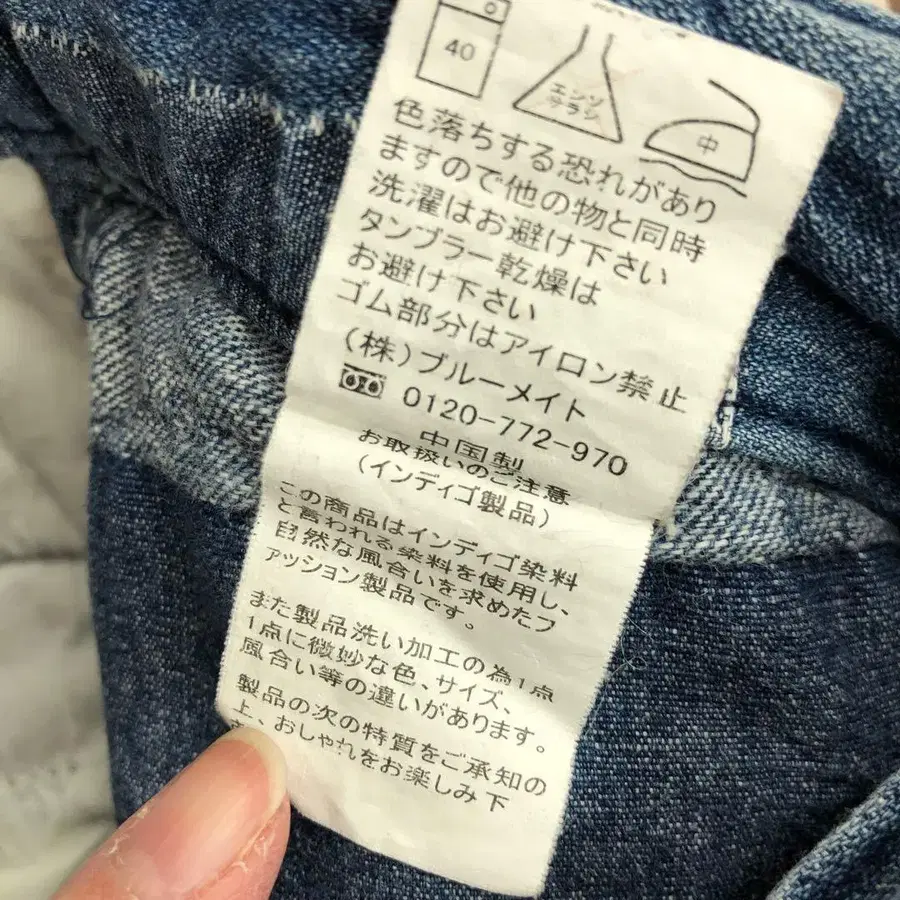 40
エンソ
サラシ
中
色落ちする恐れがあり
ますので他の物と同時
洗濯はお避け下さい
タンブラー乾燥は
お避け下さい
ゴム部分はアイロン禁止
(株)ブルーメイト
0120-772-970
中国製
お取扱いのご注意
(インディゴ製品)
この商品はインディゴ染料
と言われる染料を使用し、
自然な風合いを求めたフ
ァッション製品です。
また製品洗い加工の為1点
1点に微妙な色、サイズ、
風合い等の違いがあります。
製品の次の特質をご承知の
上、おしゃれをお楽しみ下